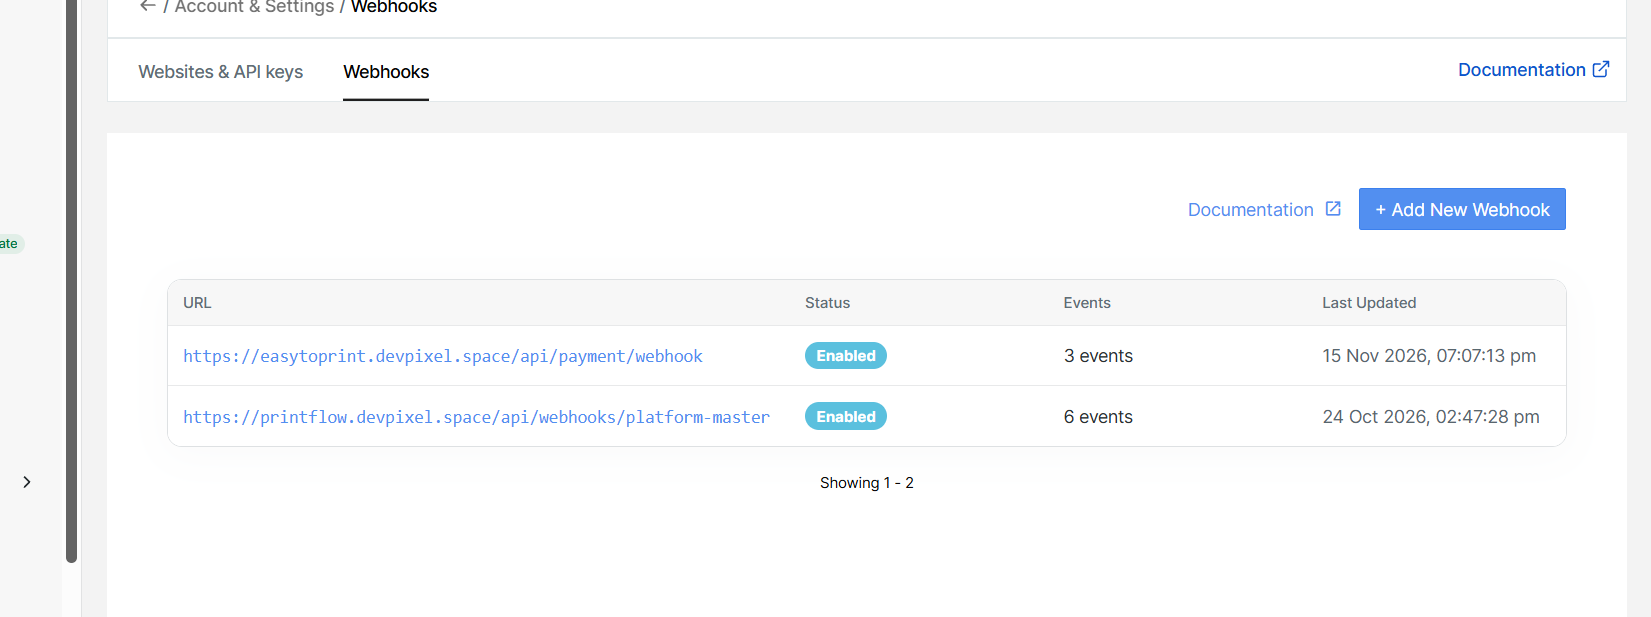 ← / Account & Settings / Webhooks
Websites & API keys
Webhooks
Documentation
Documentation
+ Add New Webhook
ate
URL Status Events Last Updated
https://easytoprint.devpixel.space/api/payment/webhook Enabled 3 events 15 Nov 2026, 07:07:13 pm
https://printflow.devpixel.space/api/webhooks/platform-master Enabled 6 events 24 Oct 2026, 02:47:28 pm
Showing 1 - 2